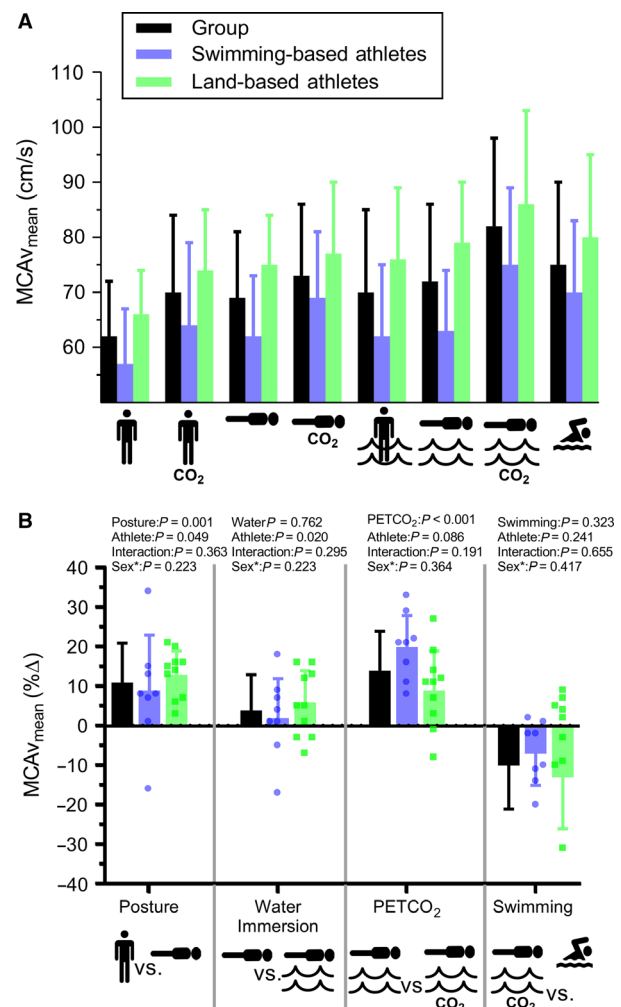 A
Group
Swimming-based athletes
Land-based athletes
110
100
90
80
70
60
MCAvmean (cm/s)
CO2
CO2
CO2
B
Posture:P = 0.001
Athlete:P = 0.049
Interaction:P = 0.363
Sex*:P = 0.223
WaterP = 0.762
Athlete:P = 0.020
Interaction:P = 0.295
Sex*:P = 0.223
PETCO2:P < 0.001
Athlete:P = 0.086
Interaction:P = 0.191
Sex*:P = 0.364
Swimming:P = 0.323
Athlete:P = 0.241
Interaction:P = 0.655
Sex*:P = 0.417
40
30
20
10
0
−10
−20
−30
−40
MCAvmean (%Δ)
Posture
Water
Immersion
PETCO2
Swimming
vs.
vs.
vs
CO2
CO2
vs.